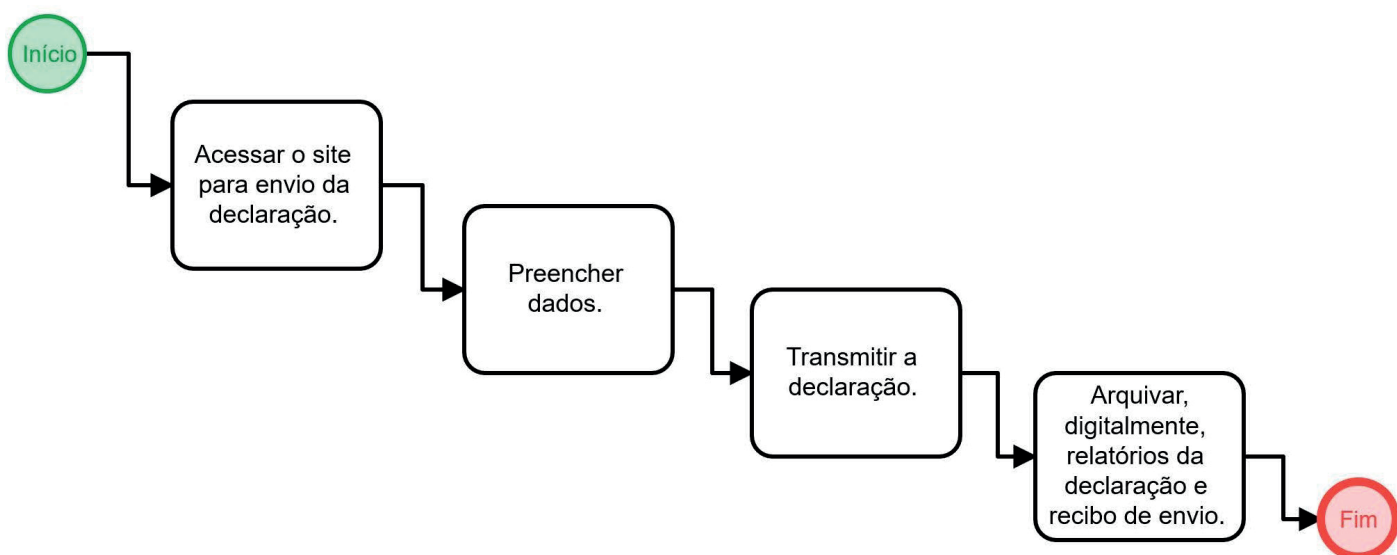 Início
Acessar o site
para envio da
declaração.
Preencher
dados.
Transmitir a
declaração.
Arquivar,
digitalmente,
relatórios da
declaração e
recibo de envio.
Fim